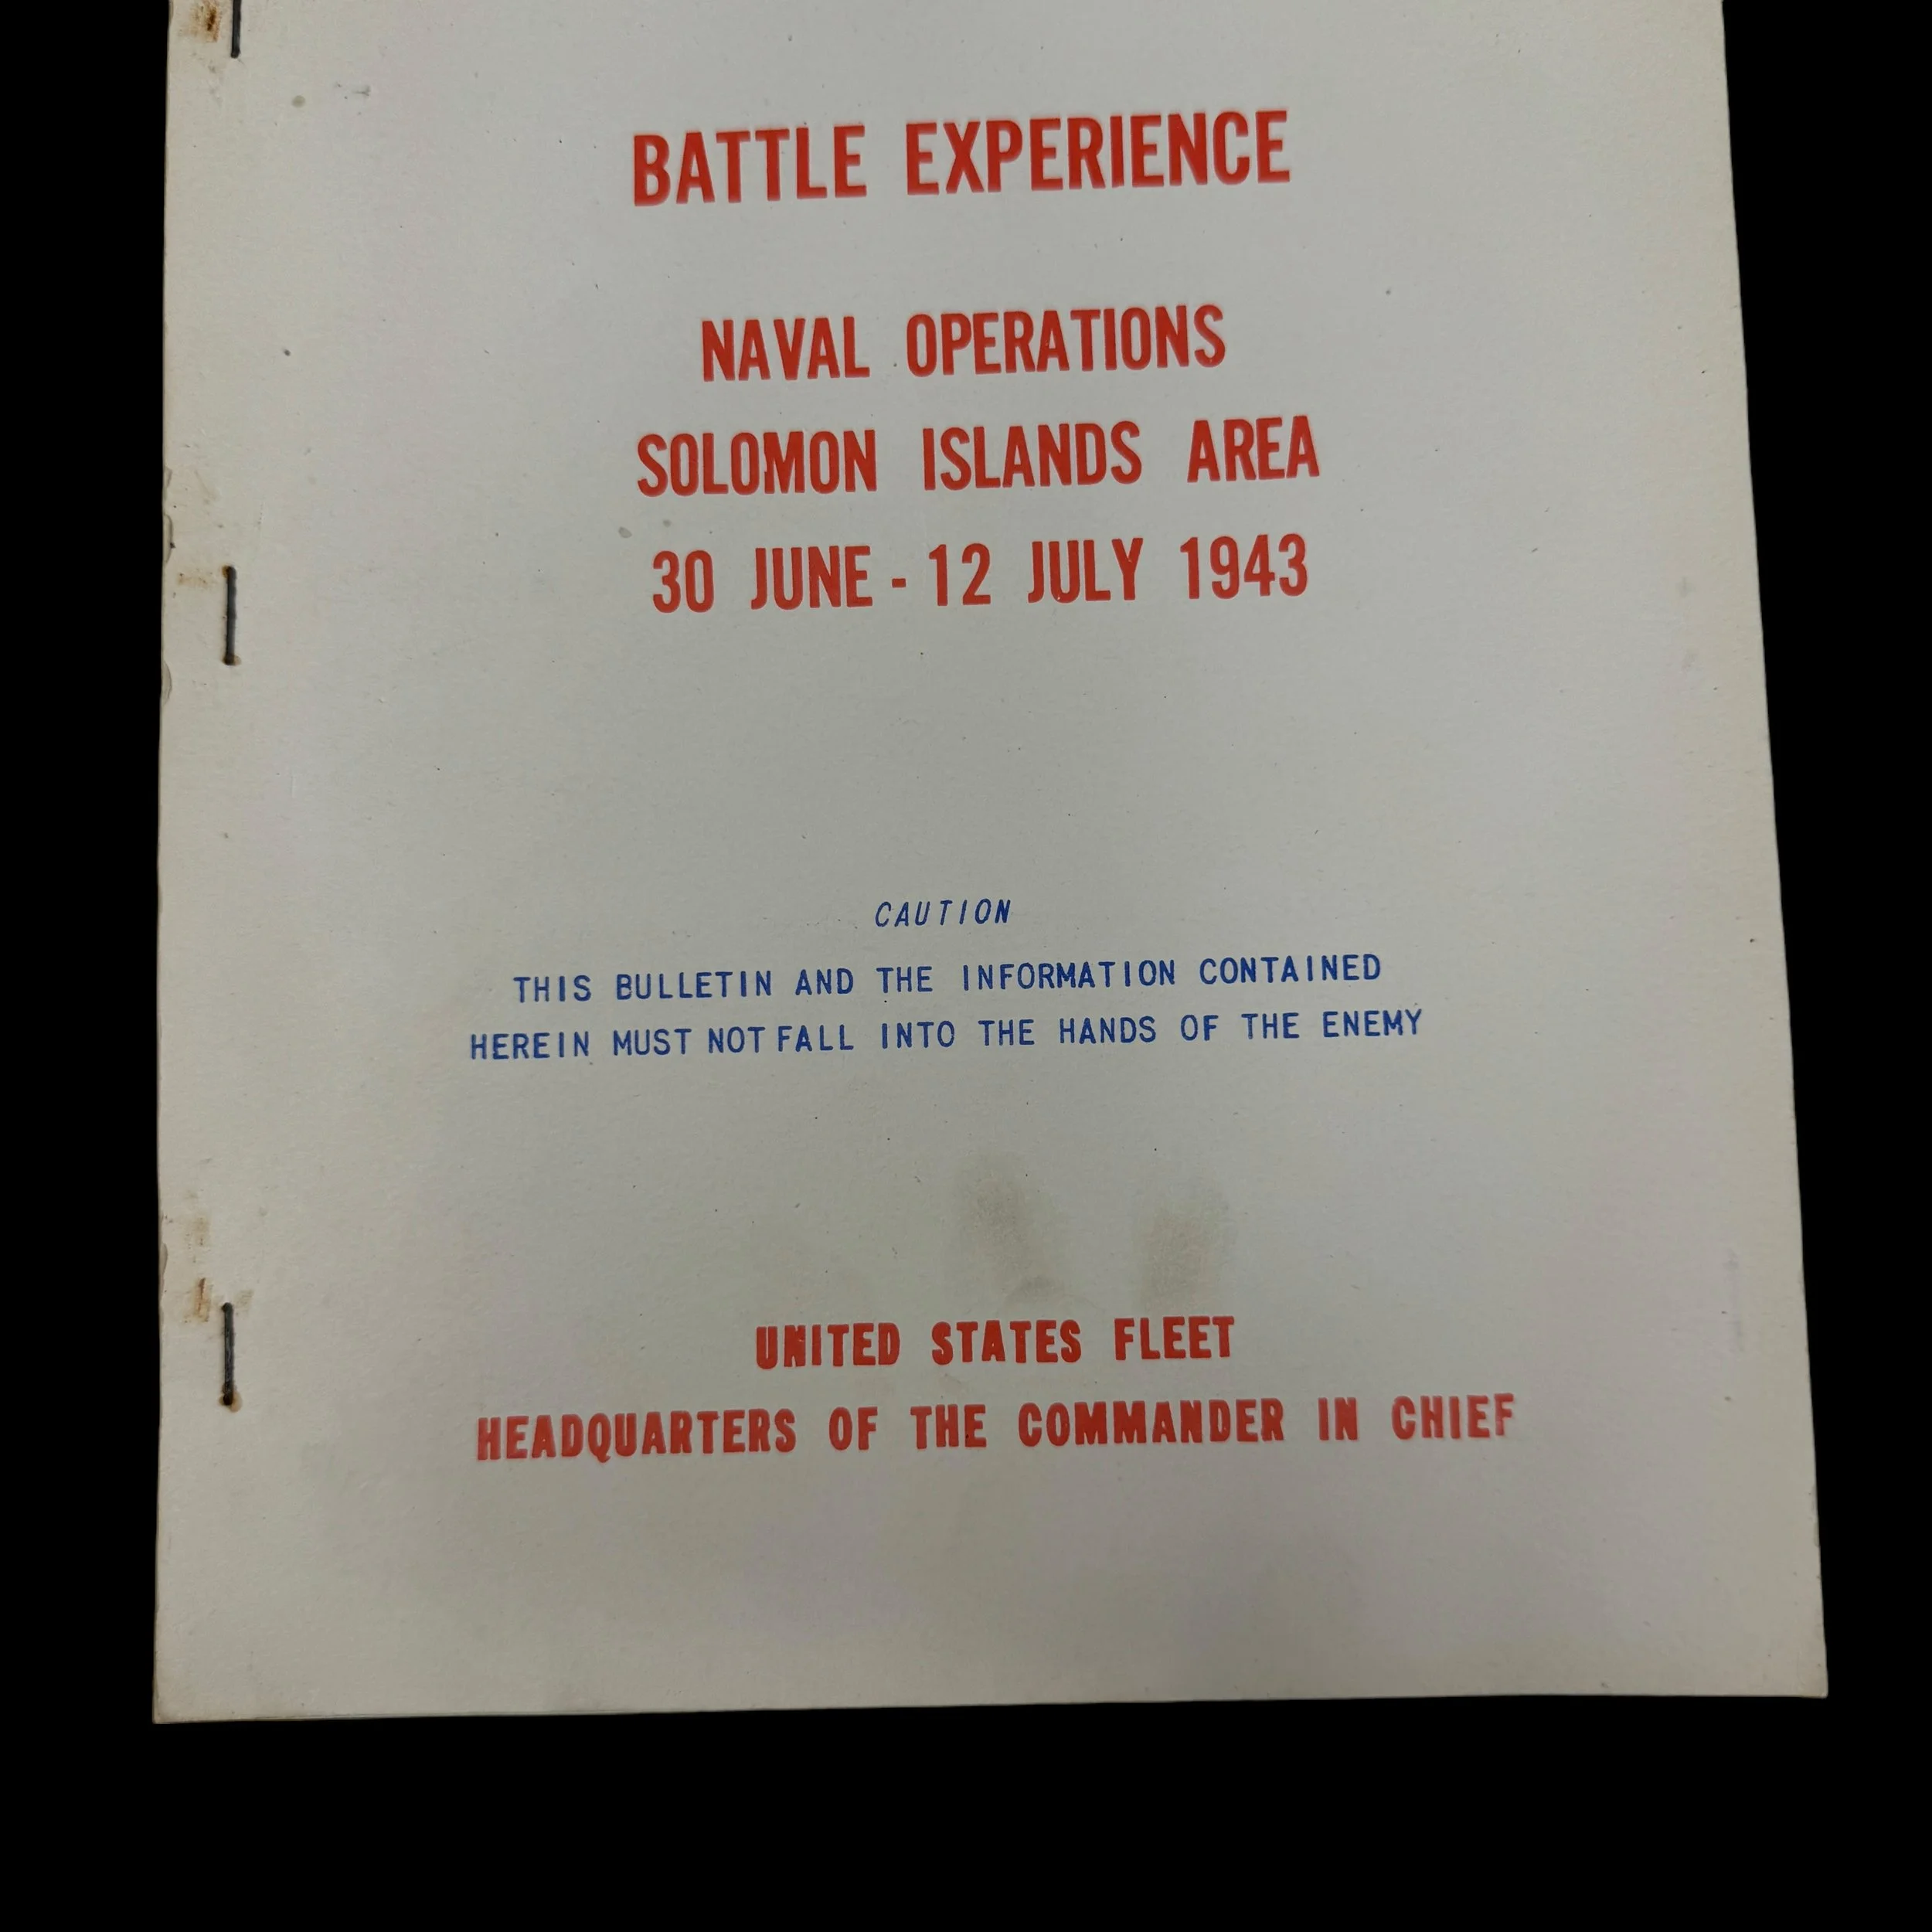 BATTLE EXPERIENCE
NAVAL OPERATIONS
SOLOMON ISLANDS AREA
30 JUNE - 12 JULY 1943
CAUTION
THIS BULLETIN AND THE INFORMATION CONTAINED
HEREIN MUST NOT FALL INTO THE HANDS OF THE ENEMY
UNITED STATES FLEET
HEADQUARTERS OF THE COMMANDER IN CHIEF